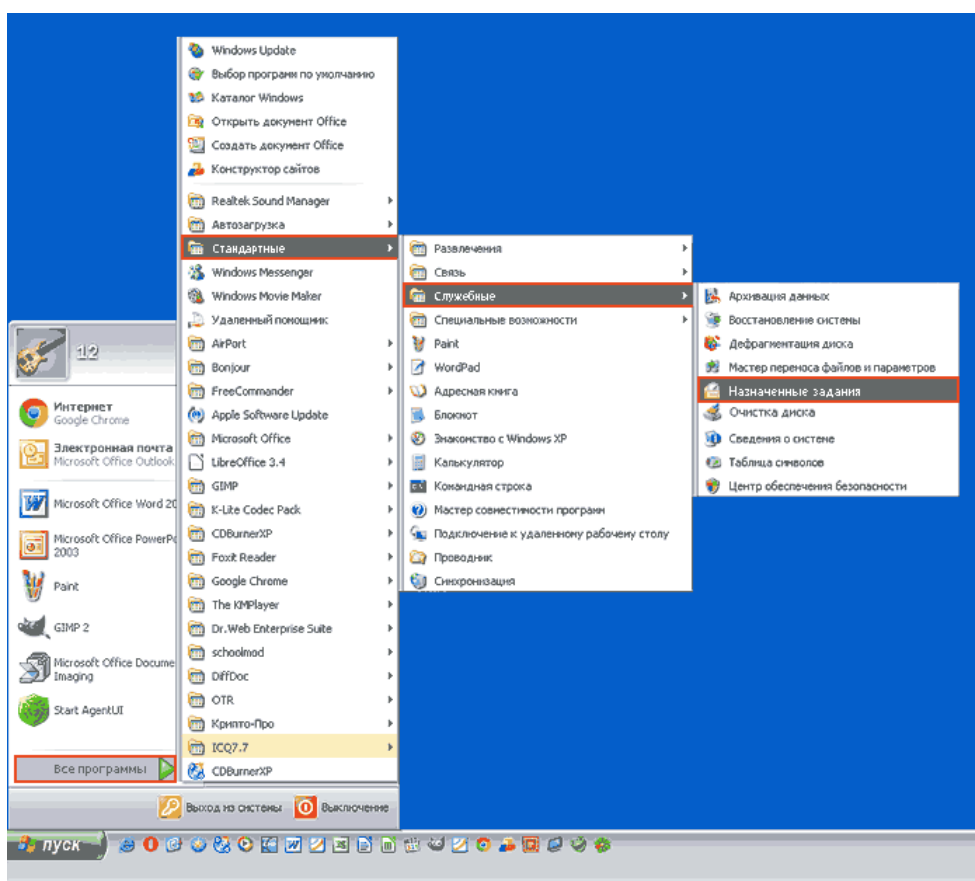 Windows Update
Выбор программ по умолчанию
Каталог Windows
Открыть документ Office
Создать документ Office
Конструктор сайтов
Realtek Sound Manager
Автозагрузка
Стандартные
Windows Messenger
Windows Movie Maker
Удаленный помощник
AirPort
Bonjour
FreeCommander
Apple Software Update
Microsoft Office
LibreOffice 3.4
GIMP
K-Lite Codec Pack
CDBurnerXP
Foxit Reader
Google Chrome
The KMPlayer
Dr.Web Enterprise Suite
schoolmod
DiffDoc
OTR
Крипто-Про
ICQ7.7
CDBurnerXP
Развлечения
Связь
Служебные
Специальные возможности
Paint
WordPad
Адресная книга
Блокнот
Знакомство с Windows XP
Калькулятор
Командная строка
Мастер совместимости программ
Подключение к удаленному рабочему столу
Проводник
Синхронизация
Архивация данных
Восстановление системы
Дефрагментация диска
Мастер переноса файлов и параметров
Назначенные задания
Очистка диска
Сведения о системе
Таблица символов
Центр обеспечения безопасности
12
Интернет
Google Chrome
Электронная почта
Microsoft Office Outlook
Microsoft Office Word 20
Microsoft Office PowerPo
2003
Paint
GIMP 2
Microsoft Office Docume
Imaging
Start AgentUI
Все программы
Выход из системы
Выключение
пуск